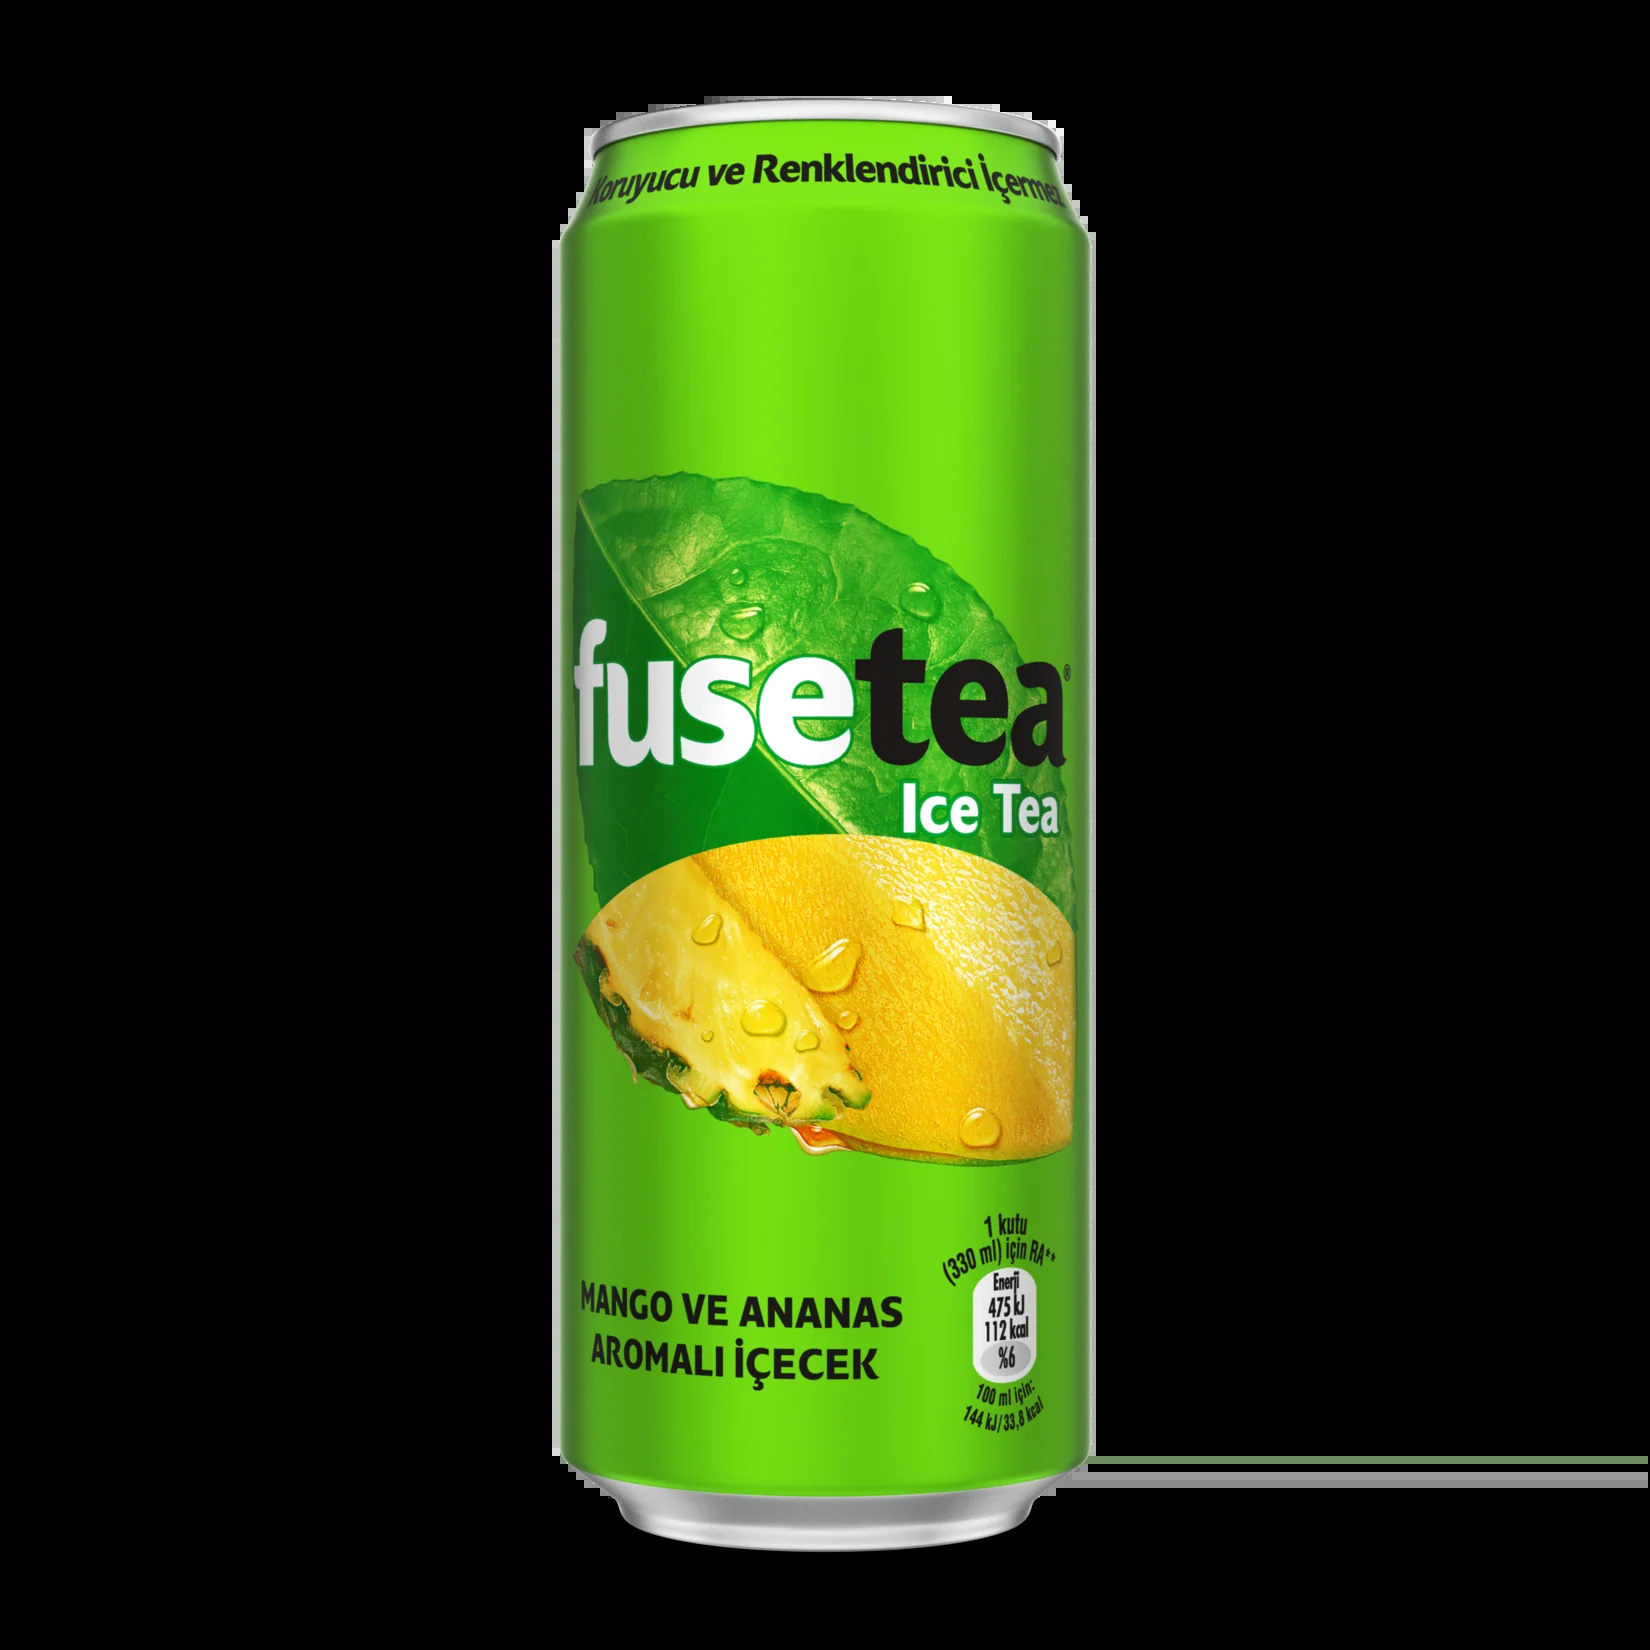 Koruyucu ve Renklendirici İçermez
fusetea®
Ice Tea
1 kutu
(330 ml) için RA**
Enerji
475 kJ
112 kcal
%6
100 ml için:
144 kJ/33,8 kcal
MANGO VE ANANAS
AROMALI İÇECEK